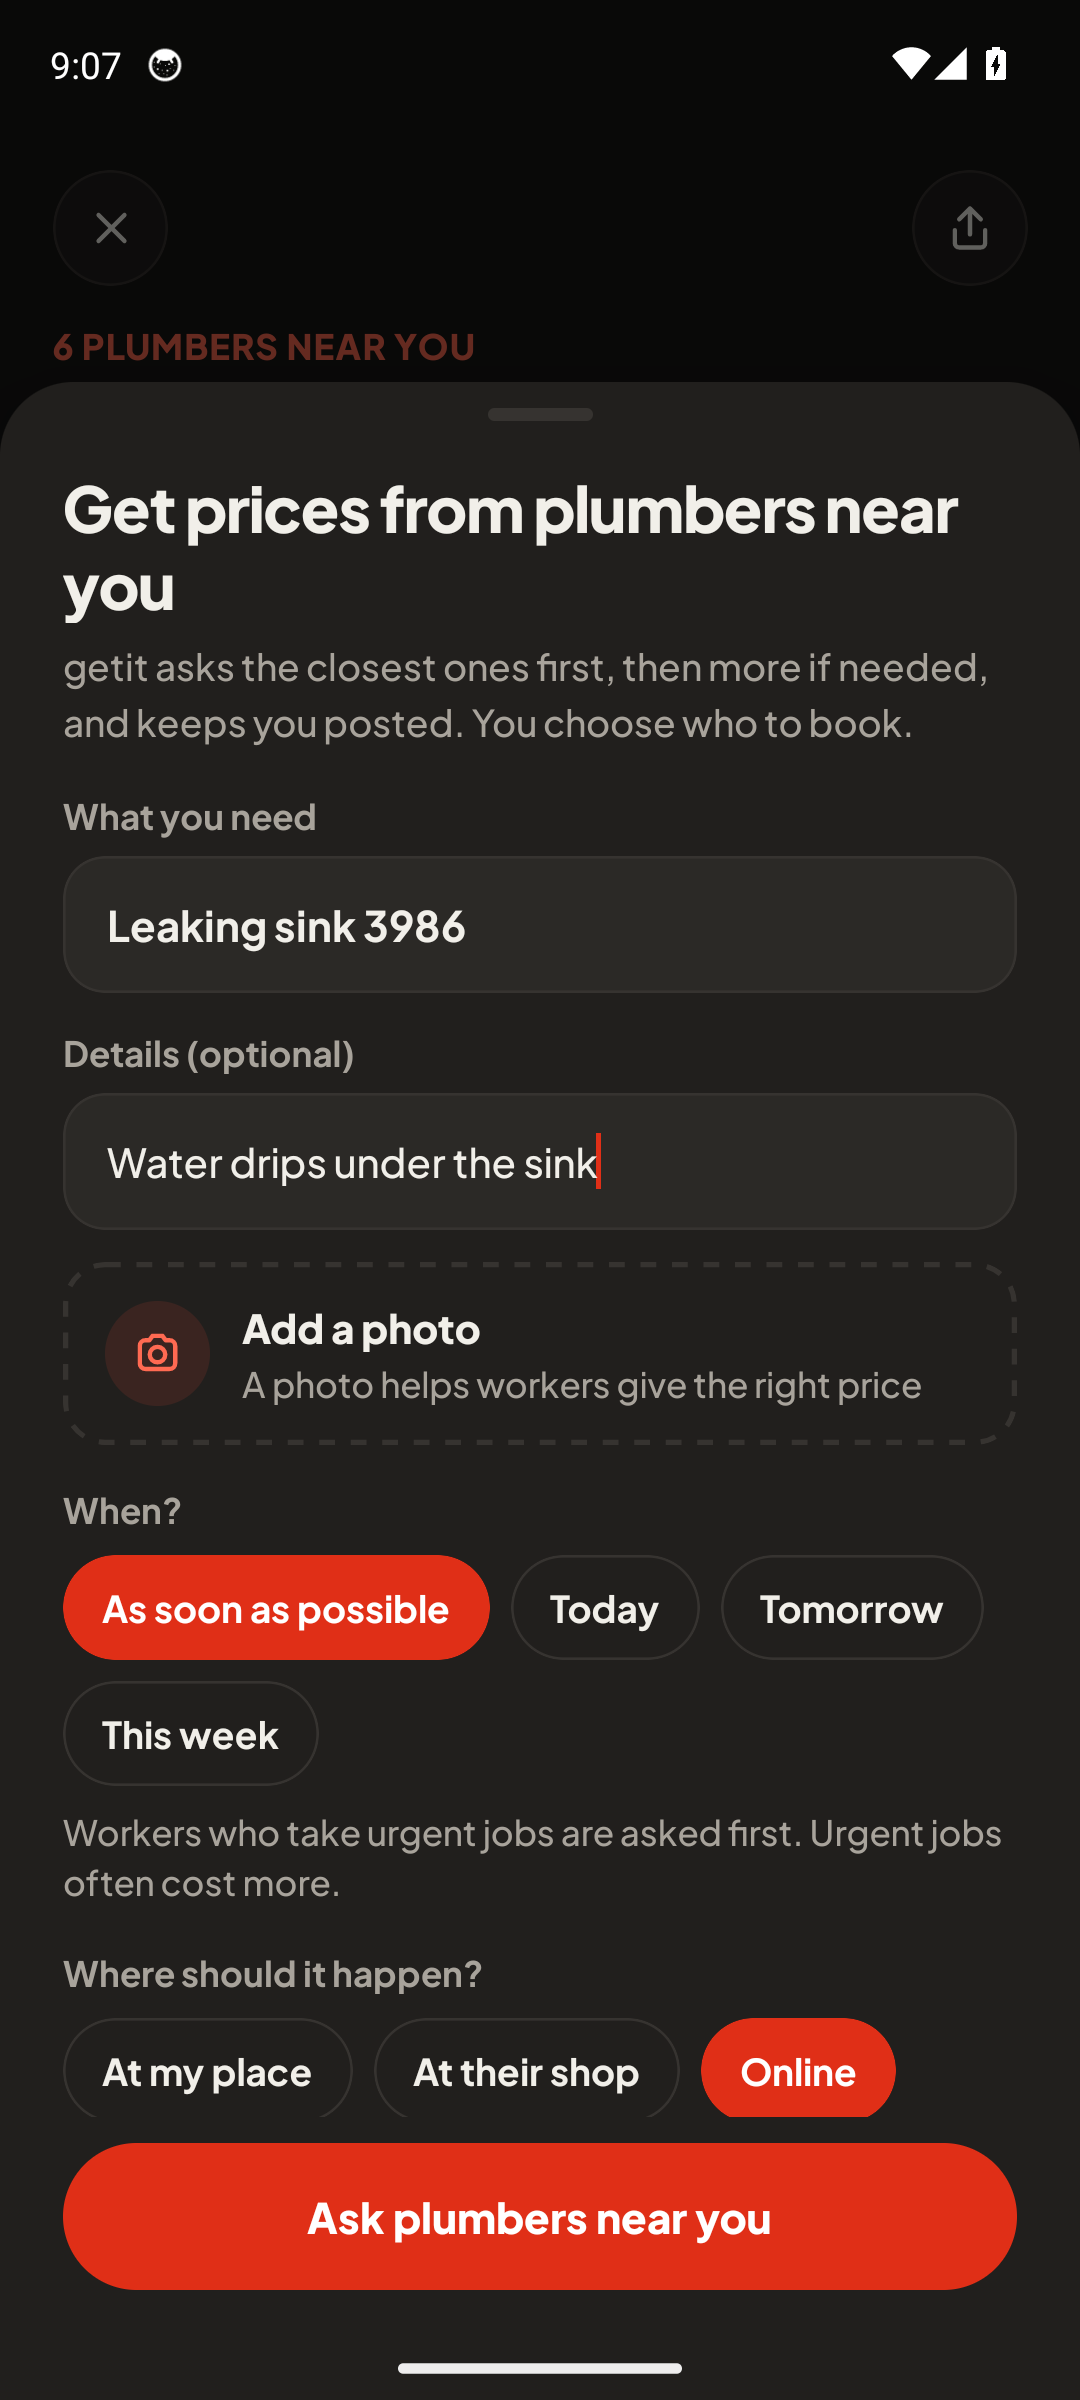 9:07
6 PLUMBERS NEAR YOU
Get prices from plumbers near
you
getit asks the closest ones first, then more if needed,
and keeps you posted. You choose who to book.
What you need
Leaking sink 3986
Details (optional)
Water drips under the sink
Add a photo
A photo helps workers give the right price
When?
As soon as possible Today Tomorrow
This week
Workers who take urgent jobs are asked first. Urgent jobs
often cost more.
Where should it happen?
At my place At their shop Online
Ask plumbers near you